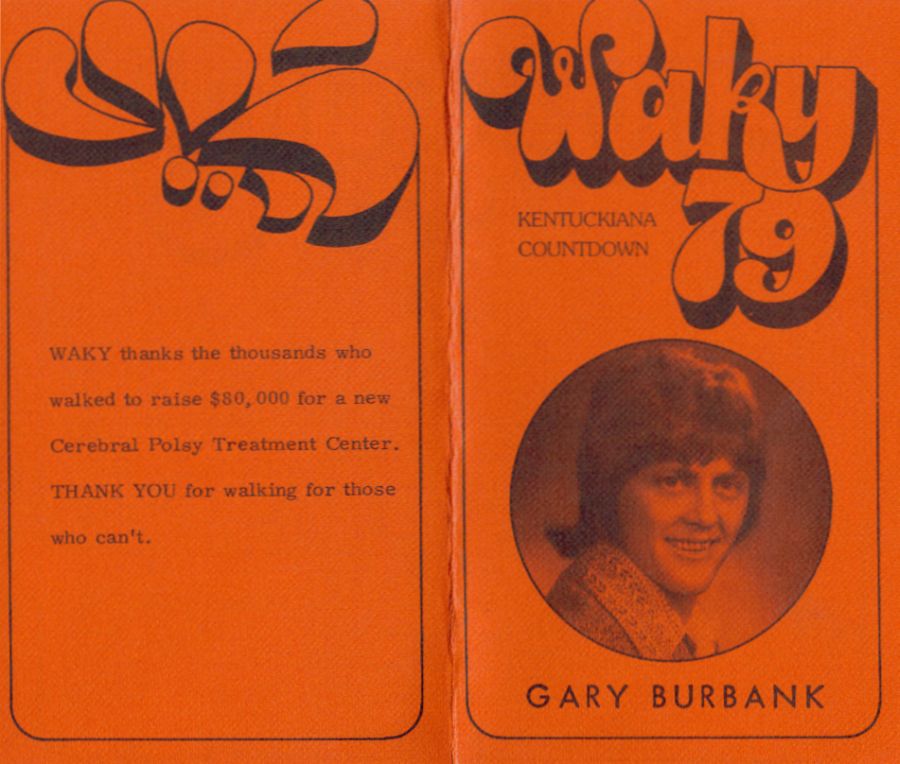 WAKY thanks the thousands who
walked to raise $80,000 for a new
Cerebral Polsy Treatment Center.
THANK YOU for walking for those
who can't.
Waky
79
KENTUCKIANA
COUNTDOWN
GARY BURBANK